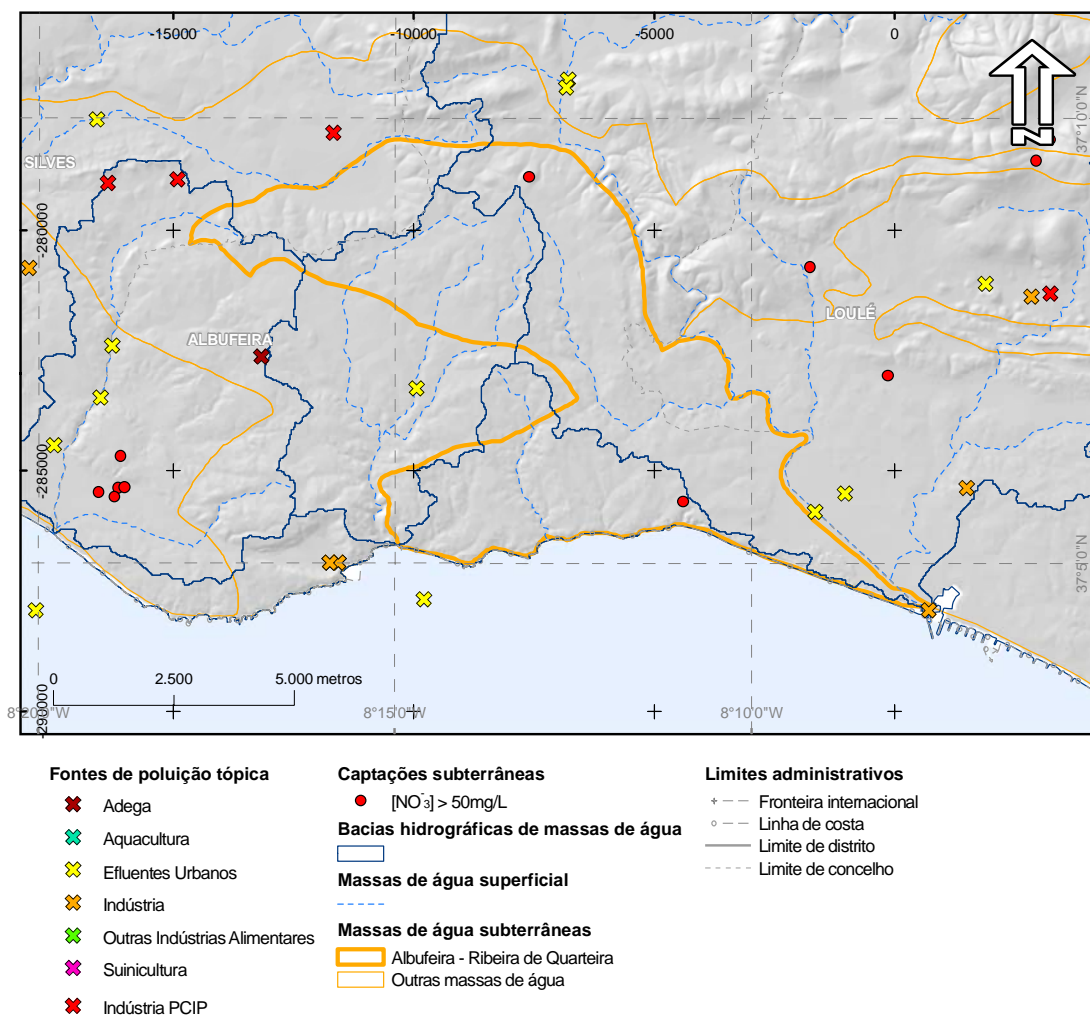 -15000
-10000
-5000
0
N
37°10'0"N
SILVES
-280000
LOULÉ
ALBUFEIRA
-285000
37°5'0"N
0
2.500
5.000 metros
-290000
8°20'0"W
8°15'0"W
8°10'0"W
Fontes de poluição tópica
Adega
Aquacultura
Efluentes Urbanos
Indústria
Outras Indústrias Alimentares
Suinicultura
Indústria PCIP
Captações subterrâneas
[NO⁻₃] > 50mg/L
Bacias hidrográficas de massas de água
Massas de água superficial
Massas de água subterrâneas
Albufeira - Ribeira de Quarteira
Outras massas de água
Limites administrativos
Fronteira internacional
Linha de costa
Limite de distrito
Limite de concelho